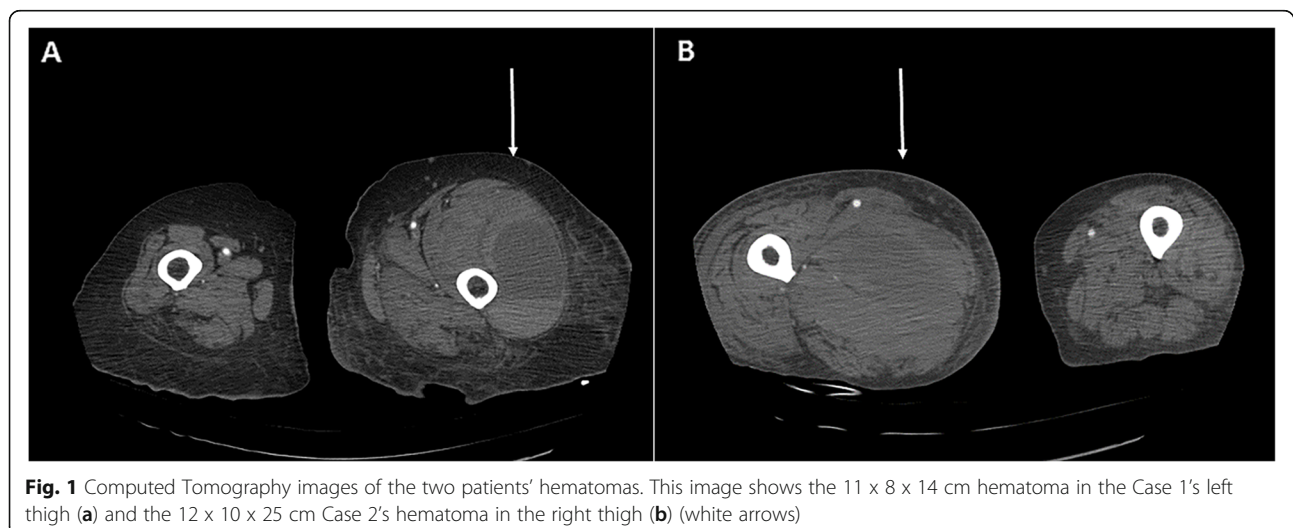 A
B
Fig. 1 Computed Tomography images of the two patients’ hematomas. This image shows the 11 x 8 x 14 cm hematoma in the Case 1’s left
thigh (a) and the 12 x 10 x 25 cm Case 2’s hematoma in the right thigh (b) (white arrows)